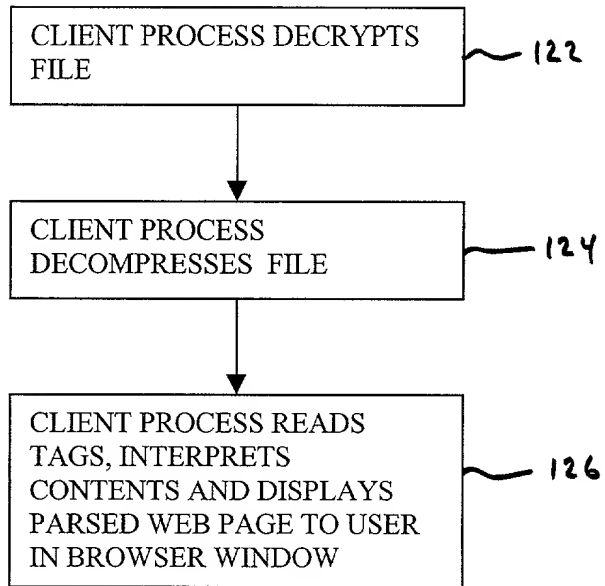 CLIENT PROCESS DECRYPTS
FILE
122
CLIENT PROCESS
DECOMPRESSES FILE
124
CLIENT PROCESS READS
TAGS, INTERPRETS
CONTENTS AND DISPLAYS
PARSED WEB PAGE TO USER
IN BROWSER WINDOW
126